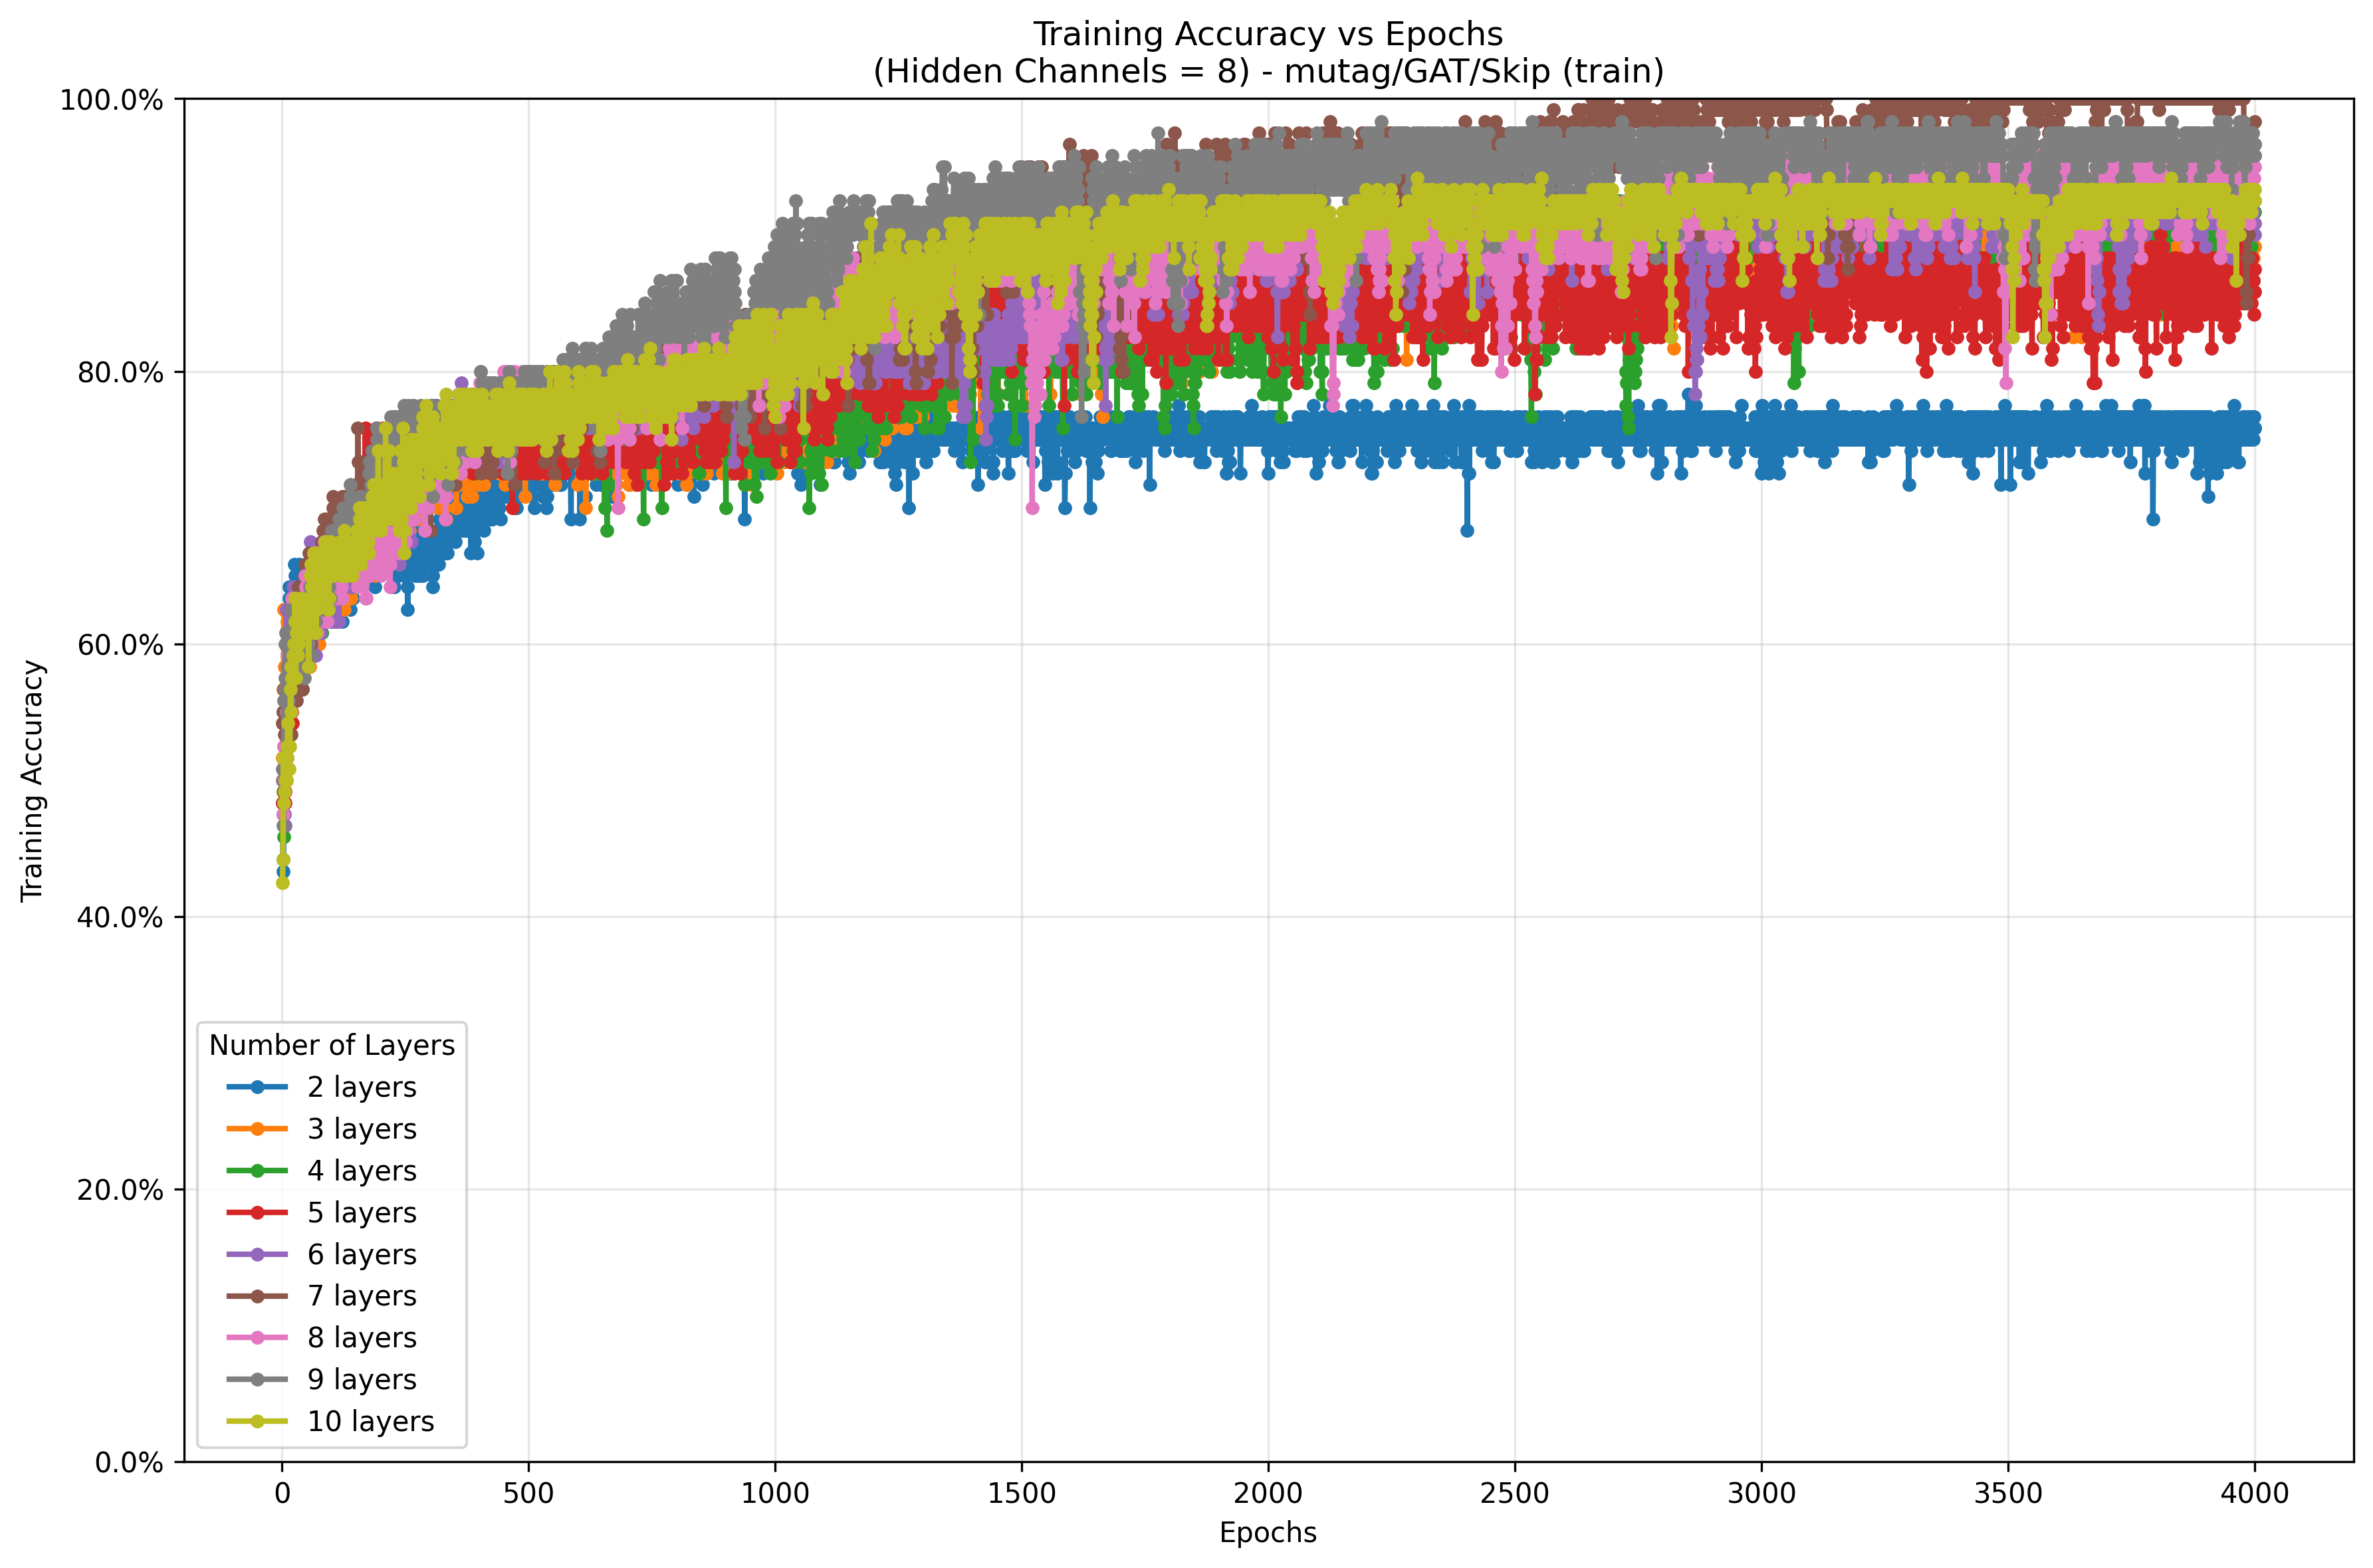 Training Accuracy vs Epochs
(Hidden Channels = 8) - mutag/GAT/Skip (train)
Training Accuracy
100.0%
80.0%
60.0%
40.0%
20.0%
0.0%
Number of Layers
2 layers
3 layers
4 layers
5 layers
6 layers
7 layers
8 layers
9 layers
10 layers
0 500 1000 1500 2000 2500 3000 3500 4000
Epochs